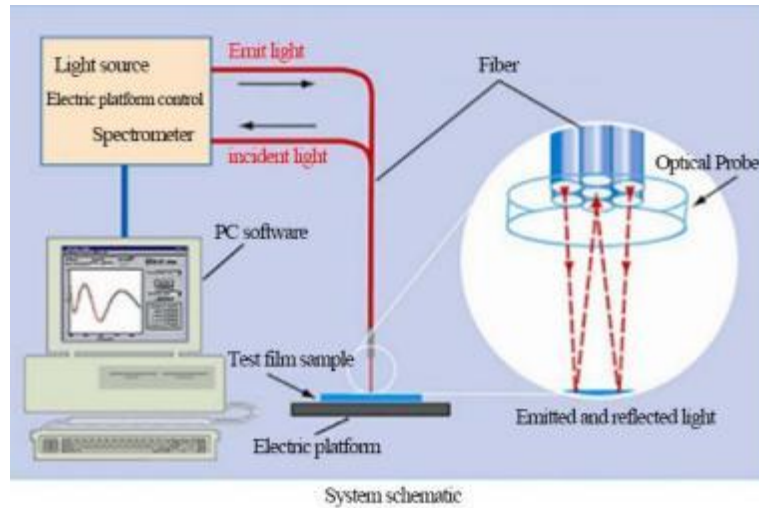 Emit light
Light source
Electric platform control
Spectrometer
incident light
Fiber
Optical Probe
PC software
Test film sample
Electric platform
Emitted and reflected light
System schematic